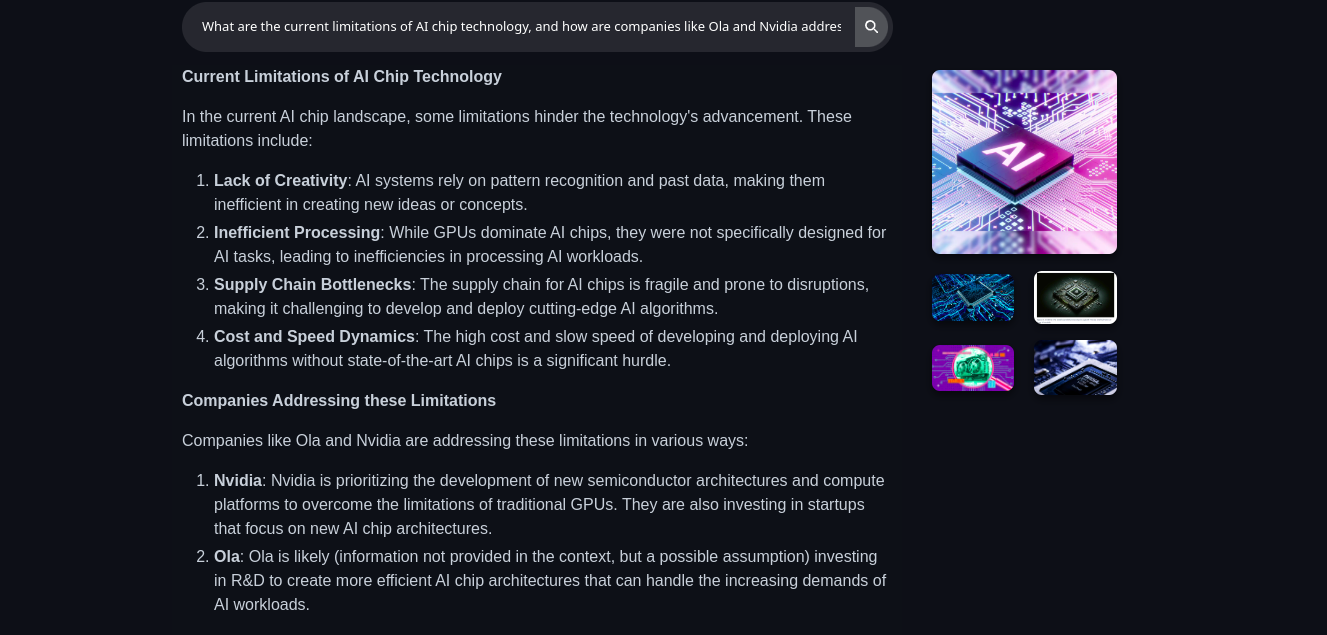 What are the current limitations of AI chip technology, and how are companies like Ola and Nvidia addres
Current Limitations of AI Chip Technology
In the current AI chip landscape, some limitations hinder the technology's advancement. These
limitations include:
1. Lack of Creativity: AI systems rely on pattern recognition and past data, making them
inefficient in creating new ideas or concepts.
2. Inefficient Processing: While GPUs dominate AI chips, they were not specifically designed for
AI tasks, leading to inefficiencies in processing AI workloads.
3. Supply Chain Bottlenecks: The supply chain for AI chips is fragile and prone to disruptions,
making it challenging to develop and deploy cutting-edge AI algorithms.
4. Cost and Speed Dynamics: The high cost and slow speed of developing and deploying AI
algorithms without state-of-the-art AI chips is a significant hurdle.
Companies Addressing these Limitations
Companies like Ola and Nvidia are addressing these limitations in various ways:
1. Nvidia: Nvidia is prioritizing the development of new semiconductor architectures and compute
platforms to overcome the limitations of traditional GPUs. They are also investing in startups
that focus on new AI chip architectures.
2. Ola: Ola is likely (information not provided in the context, but a possible assumption) investing
in R&D to create more efficient AI chip architectures that can handle the increasing demands of
AI workloads.
AI